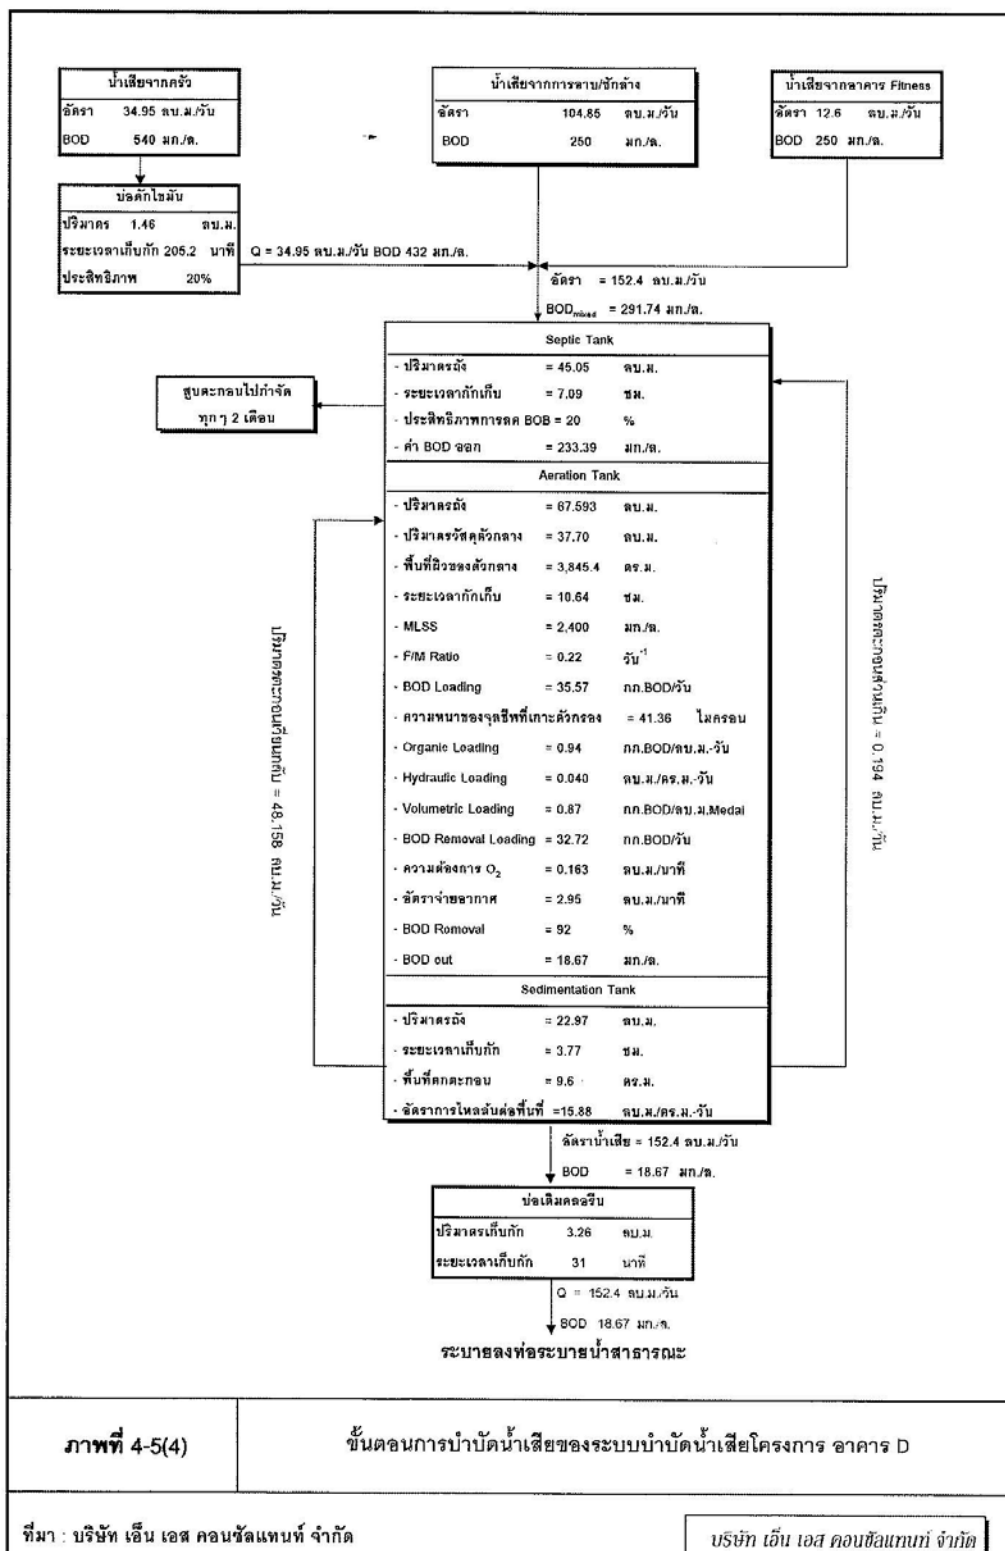 น้ำเสียจากครัว
อัตรา 34.95 ลบ.ม./วัน
BOD 540 มก./ล.
น้ำเสียจากการอาบ/ซักล้าง
อัตรา 104.85 ลบ.ม./วัน
BOD 250 มก./ล.
น้ำเสียจากอาคาร Fitness
อัตรา 12.6 ลบ.ม./วัน
BOD 250 มก./ล.
บ่อดักไขมัน
ปริมาตร 1.46 ลบ.ม.
ระยะเวลาเก็บกัก 205.2 นาที
ประสิทธิภาพ 20%
Q = 34.95 ลบ.ม./วัน BOD 432 มก./ล.
อัตรา = 152.4 ลบ.ม./วัน
BODmixed = 291.74 มก./ล.
Septic Tank
- ปริมาตรถัง = 45.05 ลบ.ม.
- ระยะเวลากักเก็บ = 7.09 ชม.
- ประสิทธิภาพการลด BOB = 20 %
- ค่า BOD ออก = 233.39 มก./ล.
สูบตะกอนไปกำจัด
ทุกๆ 2 เดือน
Aeration Tank
- ปริมาตรถัง = 67.593 ลบ.ม.
- ปริมาตรวัสดุตัวกลาง = 37.70 ลบ.ม.
- พื้นที่ผิวของตัวกลาง = 3,845.4 ตร.ม.
- ระยะเวลากักเก็บ = 10.64 ชม.
- MLSS = 2,400 มก./ล.
- F/M Ratio = 0.22 วัน-1
- BOD Loading = 35.57 กก.BOD/วัน
- ความหนาของจุลชีพที่เกาะตัวกรอง = 41.36 ไมครอน
- Organic Loading = 0.94 กก.BOD/ลบ.ม.-วัน
- Hydraulic Loading = 0.040 ลบ.ม./ตร.ม.-วัน
- Volumetric Loading = 0.87 กก.BOD/ลบ.ม.Medai
- BOD Removal Loading = 32.72 กก.BOD/วัน
- ความต้องการ O2 = 0.163 ลบ.ม./นาที
- อัตราจ่ายอากาศ = 2.95 ลบ.ม./นาที
- BOD Romoval = 92 %
- BOD out = 18.67 มก./ล.
ปริมาตรตะกอนเวียนกลับ = 48.158 ลบ.ม./วัน
ปริมาตรตะกอนส่วนเกิน = 0.194 ลบ.ม./วัน
Sedimentation Tank
- ปริมาตรถัง = 22.97 ลบ.ม.
- ระยะเวลาเก็บกัก = 3.77 ชม.
- พื้นที่ตกตะกอน = 9.6 ตร.ม.
- อัตราการไหลล้นต่อพื้นที่ =15.88 ลบ.ม./ตร.ม.-วัน
อัตราน้ำเสีย = 152.4 ลบ.ม./วัน
BOD = 18.67 มก./ล.
บ่อเติมคลอรีน
ปริมาตรเก็บกัก 3.26 ลบ.ม.
ระยะเวลาเก็บกัก 31 นาที
Q = 152.4 ลบ.ม./วัน
BOD 18.67 มก./ล.
ระบายลงท่อระบายน้ำสาธารณะ
ภาพที่ 4-5(4)
ขั้นตอนการบำบัดน้ำเสียของระบบบำบัดน้ำเสียโครงการ อาคาร D
ที่มา : บริษัท เอ็น เอส คอนซัลแทนท์ จำกัด
บริษัท เอ็น เอส คอนซัลแทนท์ จำกัด